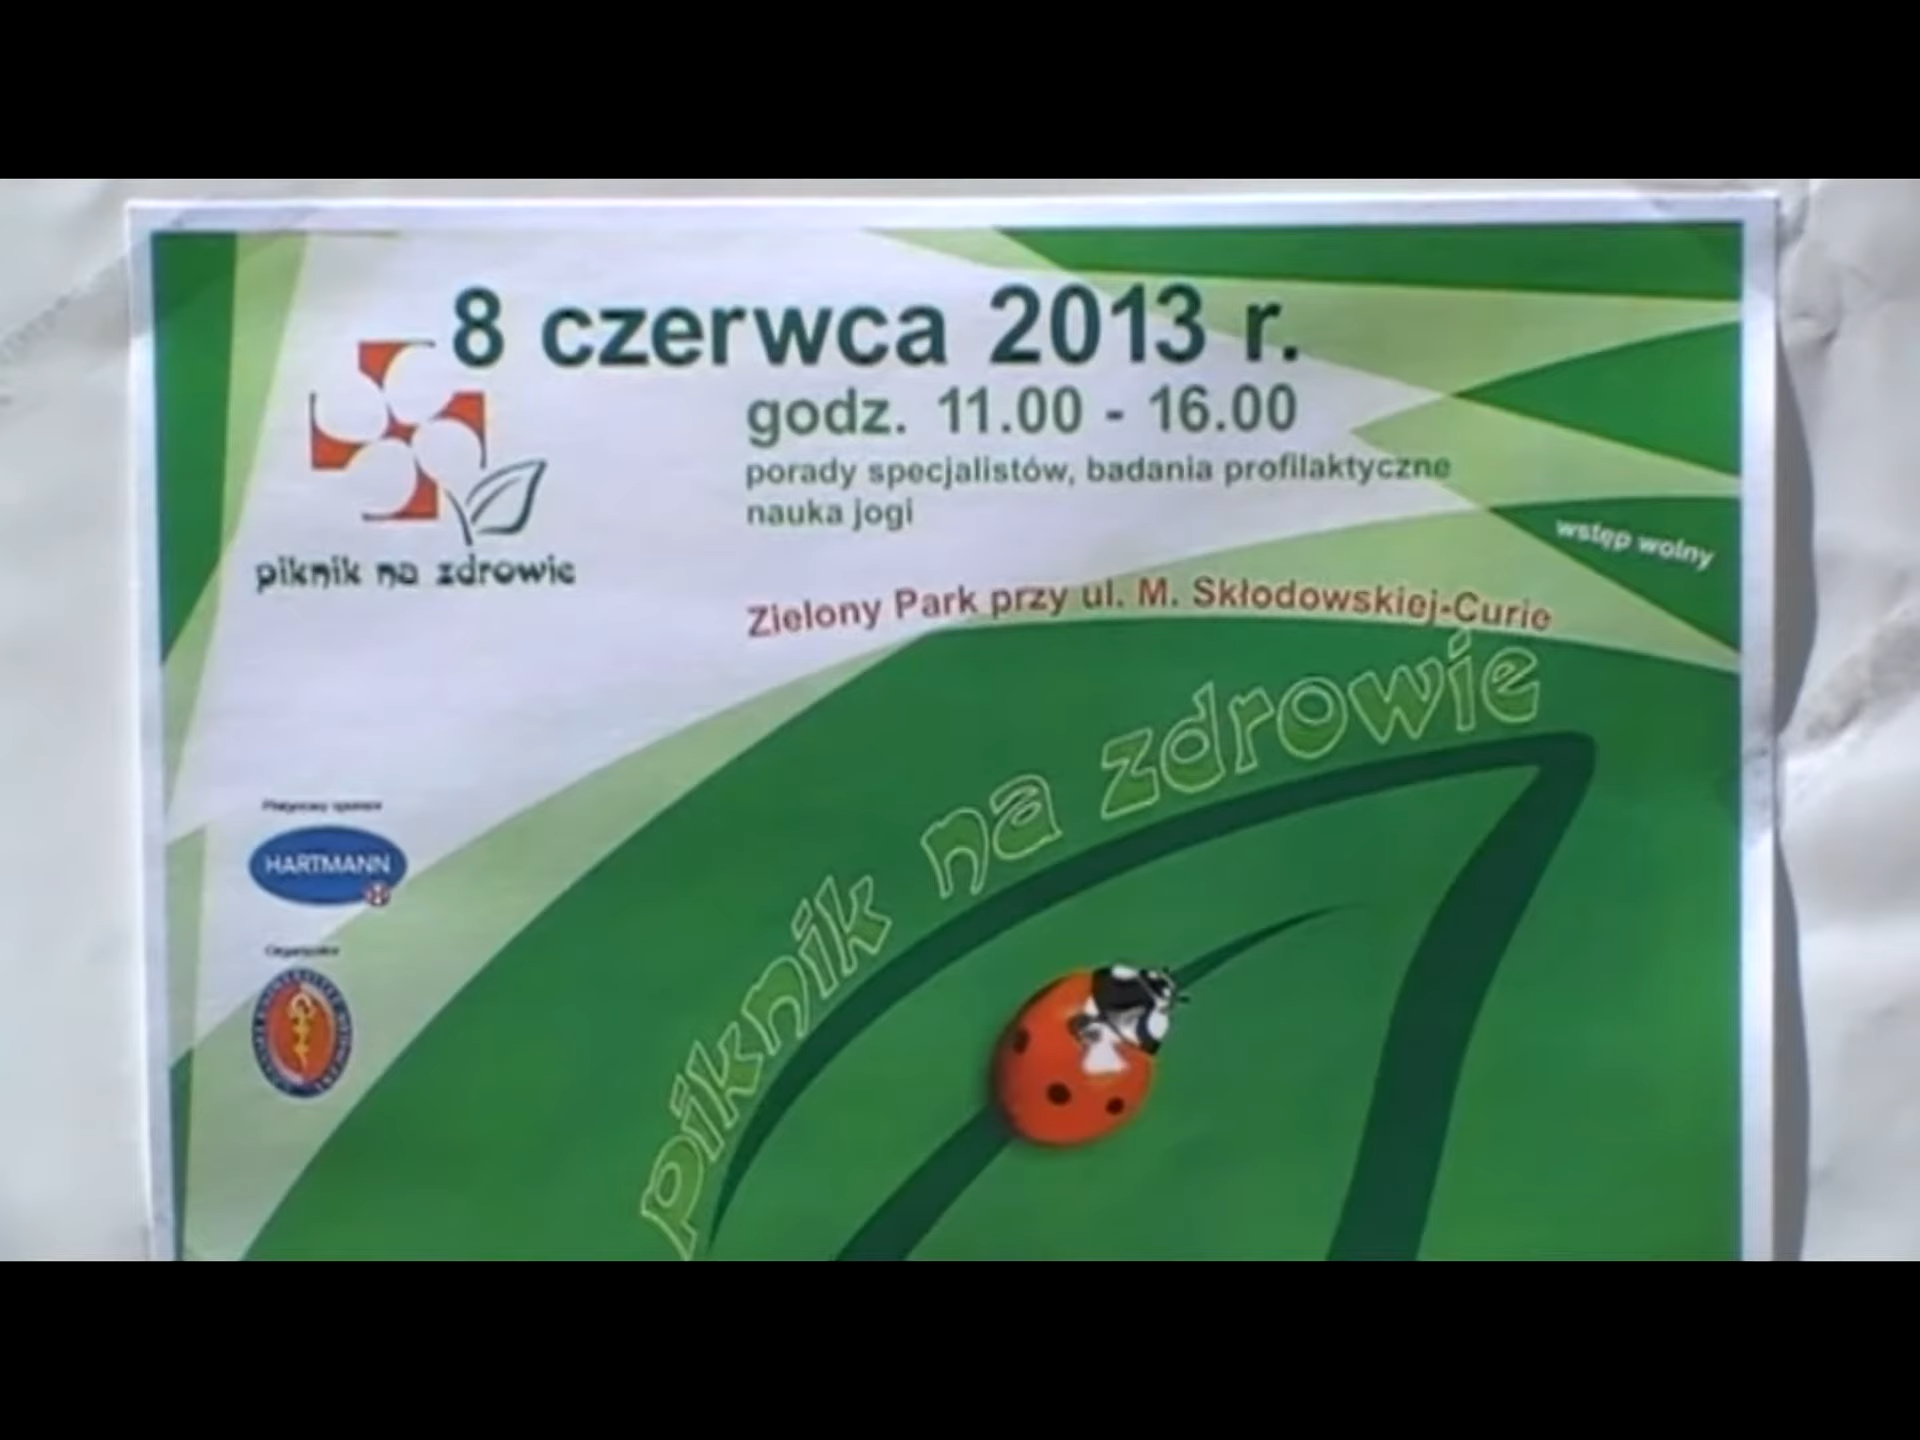 8 czerwca 2013 r.
godz. 11.00 - 16.00
porady specjalistów, badania profilaktyczne
nauka jogi
wstęp wolny
piknik na zdrowie
Zielony Park przy ul. M. Skłodowskiej-Curie
piknik na zdrowie
HARTMANN